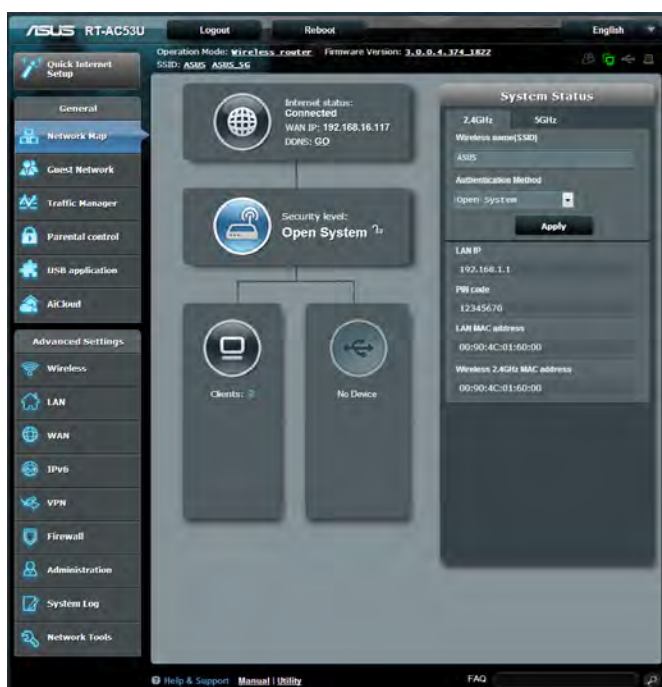 ASUS RT-AC53U
Logout
Reboot
English
Operation Mode: Wireless router Firmware Version: 3.0.0.4.374_1822
SSID: ASUS ASUS_5G
Quick Internet
Setup
General
Network Map
Guest Network
Traffic Manager
Parental control
USB application
AiCloud
Advanced Settings
Wireless
LAN
WAN
IPv6
VPN
Firewall
Administration
System Log
Network Tools
Internet status:
Connected
WAN IP: 192.168.16.117
DDNS: GO
Security level:
Open System
Clients: 2
No Device
System Status
2.4GHz 5GHz
Wireless name(SSID)
ASUS
Authentication Method
Open System
Apply
LAN IP
192.168.1.1
PIN code
12345670
LAN MAC address
00:90:4C:01:60:00
Wireless 2.4GHz MAC address
00:90:4C:01:60:00
Help & Support Manual | Utility
FAQ